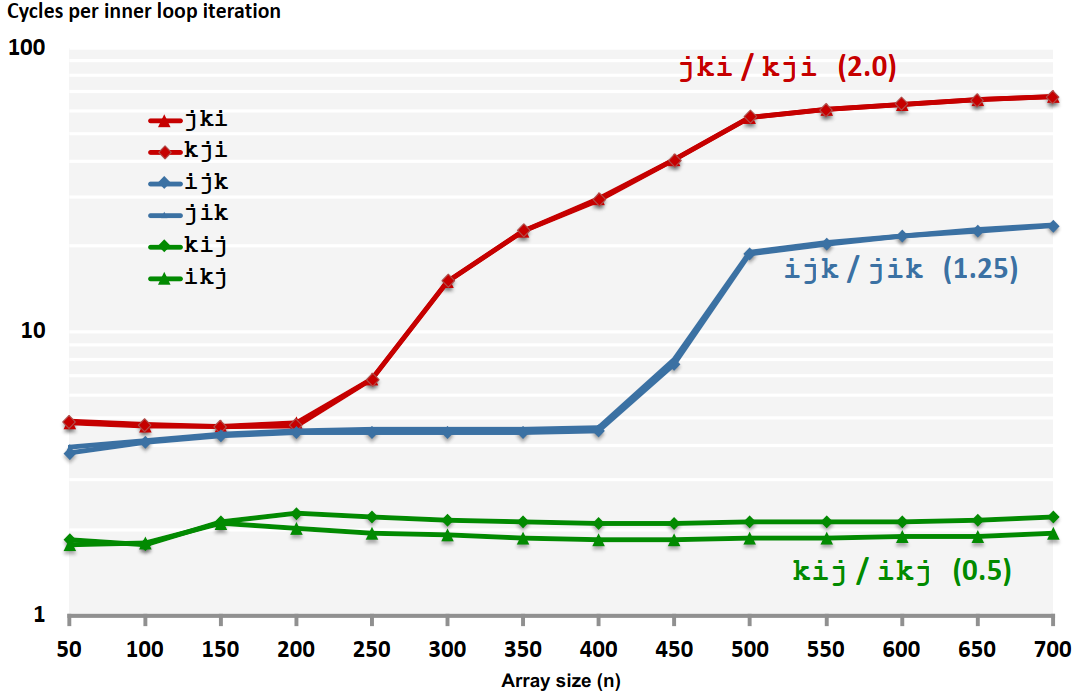 Cycles per inner loop iteration
100
jki / kji (2.0)
jki
kji
ijk
jik
kij
ikj
ijk / jik (1.25)
10
kij / ikj (0.5)
1
50 100 150 200 250 300 350 400 450 500 550 600 650 700
Array size (n)